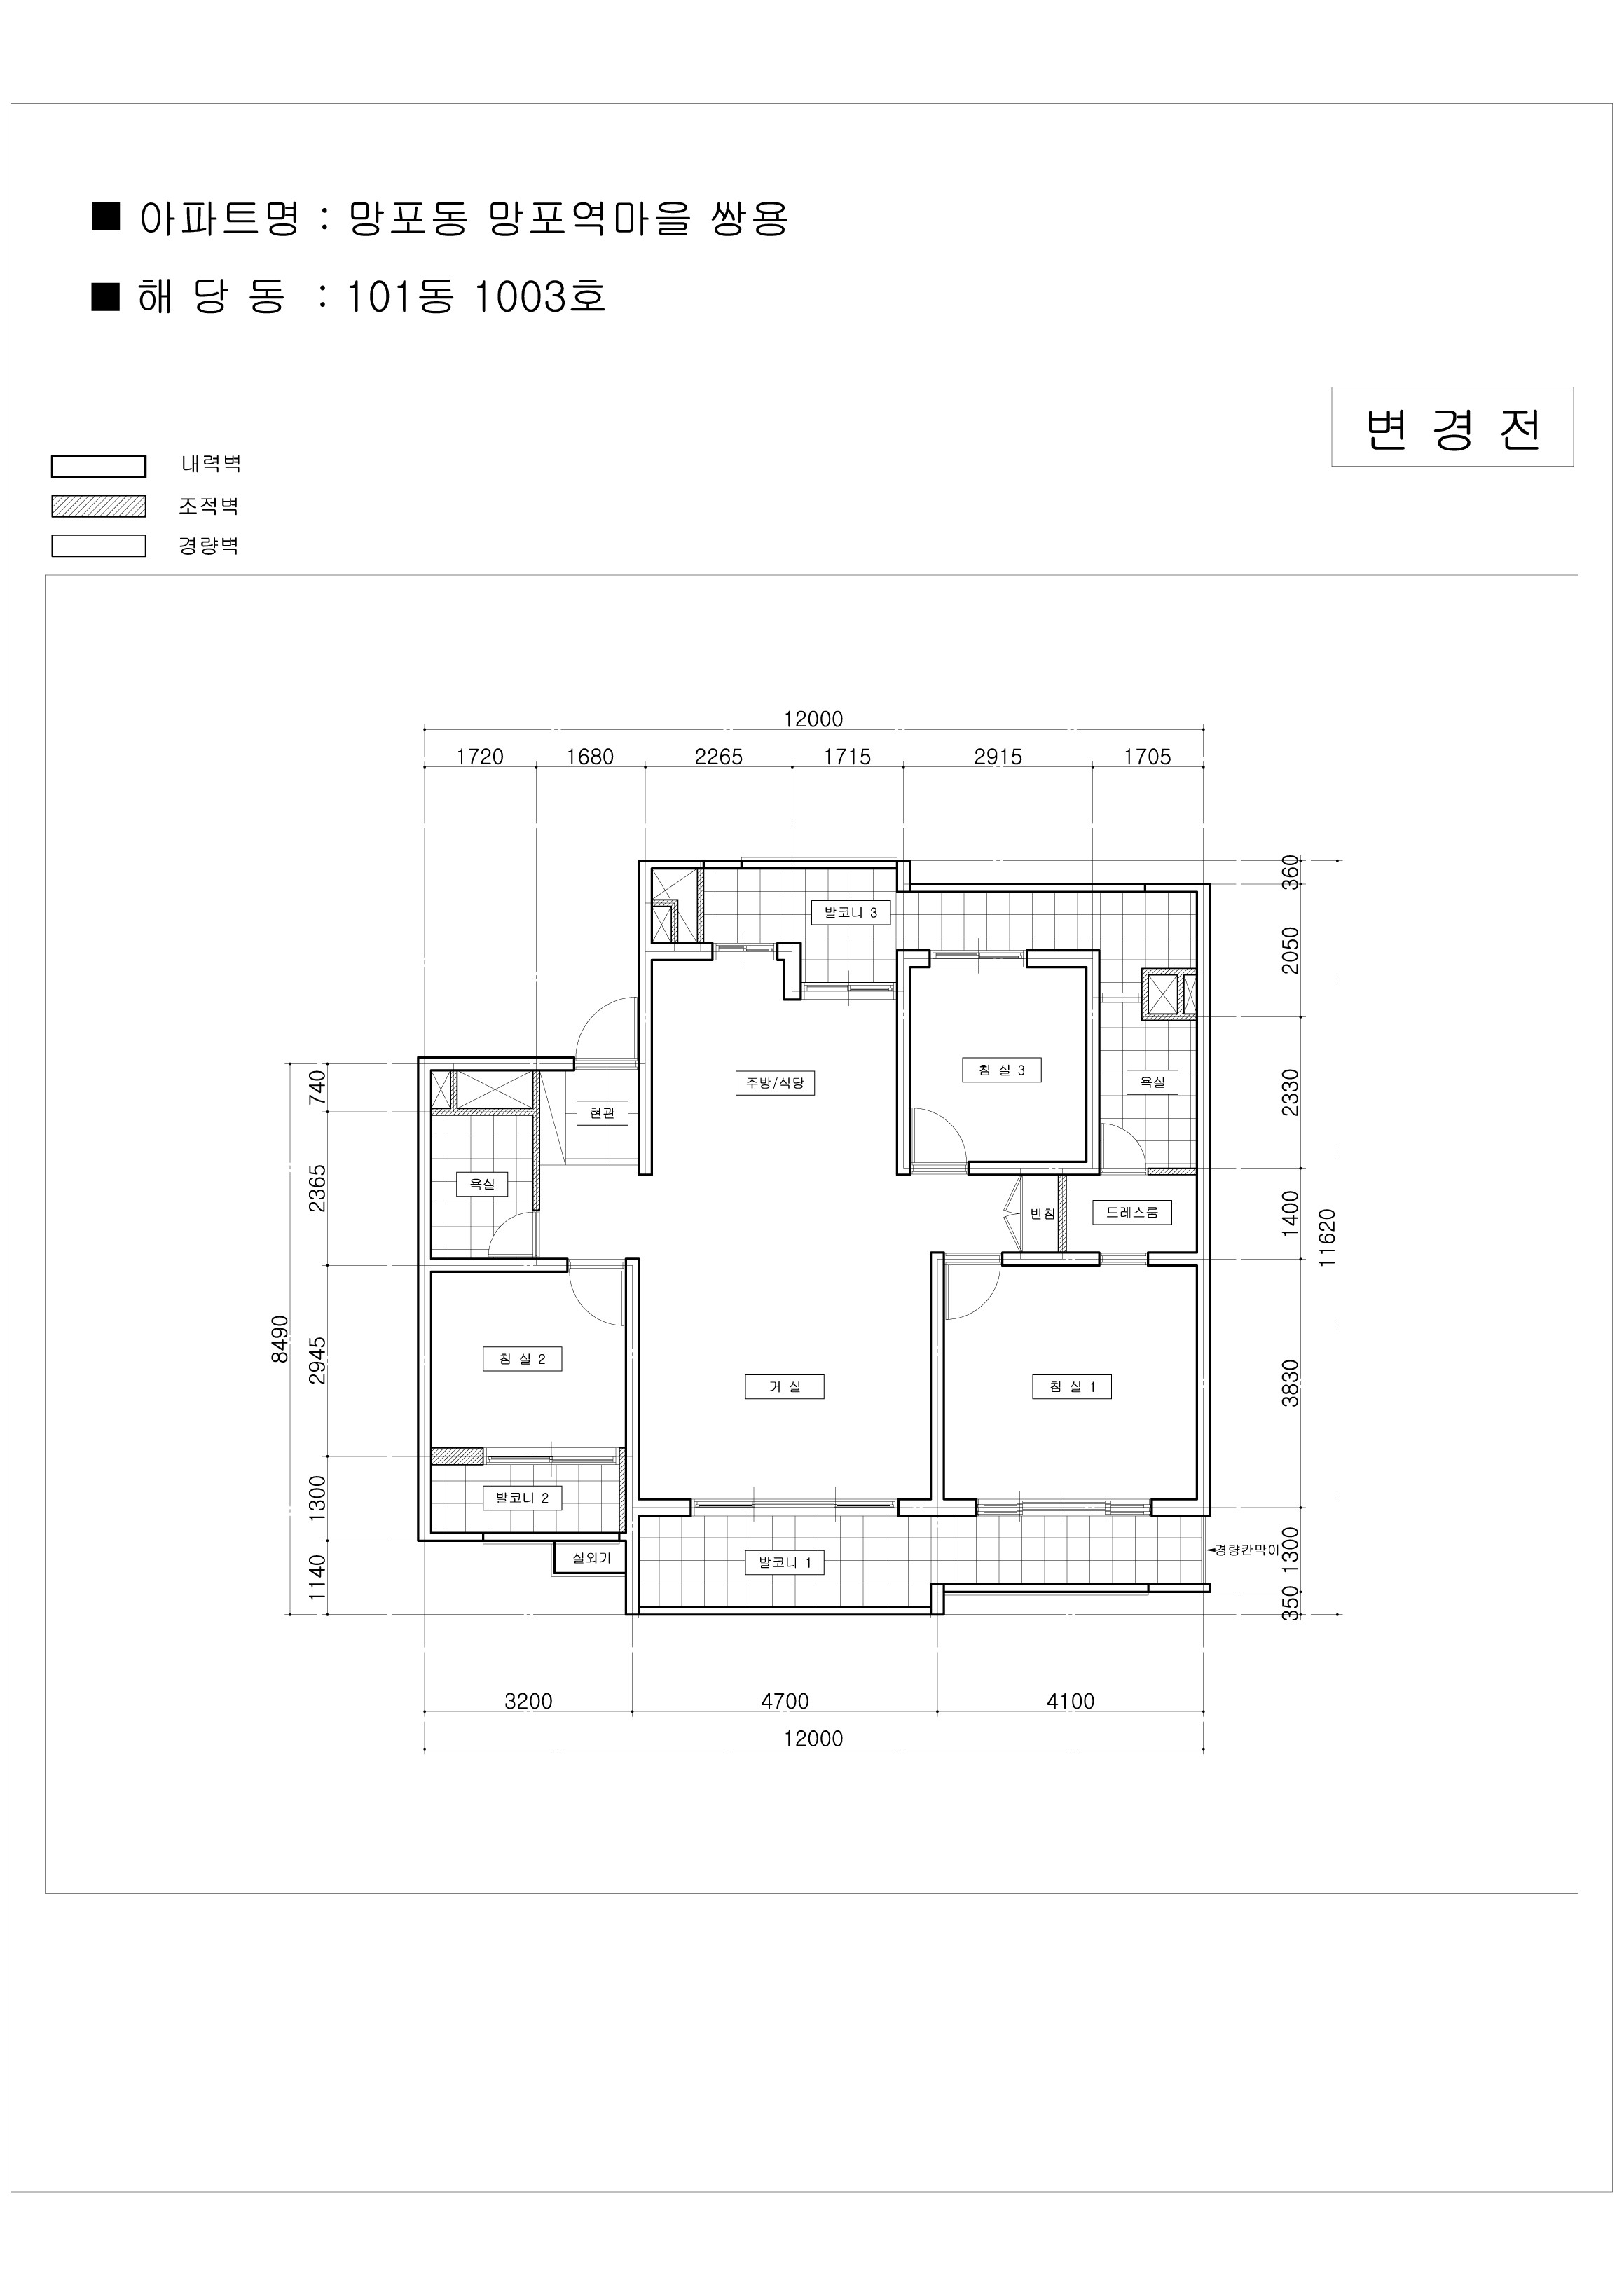 ■ 아파트명 : 망포동 망포역마을 쌍용
■ 해 당 동 : 101동 1003호
변 경 전
내력벽
조적벽
경량벽
12000
1720 1680 2265 1715 2915 1705
360
발코니 3
2050
740
주방/식당
침 실 3
욕실
2330
현관
2365
욕실
반침
드레스룸
1400
11620
8490
2945
침 실 2
거 실
침 실 1
3830
1300
발코니 2
실외기
발코니 1
경량칸막이
1300
1140
350
3200 4700 4100
12000